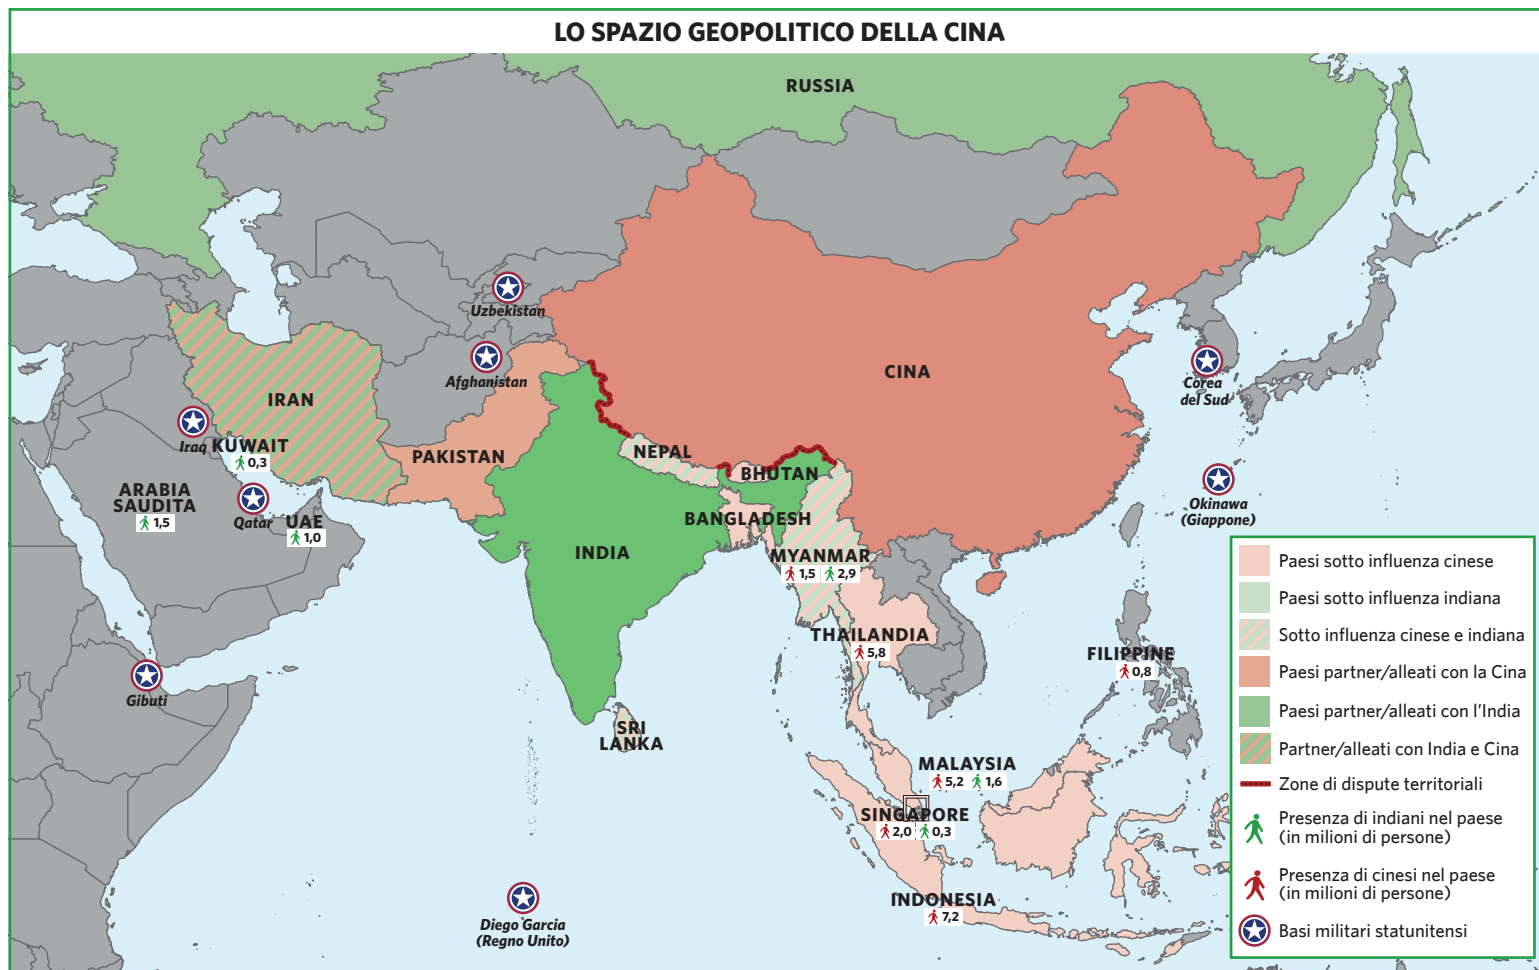 LO SPAZIO GEOPOLITICO DELLA CINA
RUSSIA
Uzbekistan
Afghanistan
CINA
Corea
del Sud
IRAN
Iraq
KUWAIT
0,3
PAKISTAN
NEPAL
BHUTAN
ARABIA
SAUDITA
1,5
Qatar
UAE
1,0
Okinawa
(Giappone)
BANGLADESH
INDIA
MYANMAR
1,5
2,9
THAILANDIA
5,8
FILIPPINE
0,8
Gibuti
SRI
LANKA
MALAYSIA
5,2
1,6
SINGAPORE
2,0
0,3
INDONESIA
7,2
Diego Garcia
(Regno Unito)
Paesi sotto influenza cinese
Paesi sotto influenza indiana
Sotto influenza cinese e indiana
Paesi partner/alleati con la Cina
Paesi partner/alleati con l'India
Partner/alleati con India e Cina
Zone di dispute territoriali
Presenza di indiani nel paese
(in milioni di persone)
Presenza di cinesi nel paese
(in milioni di persone)
Basi militari statunitensi